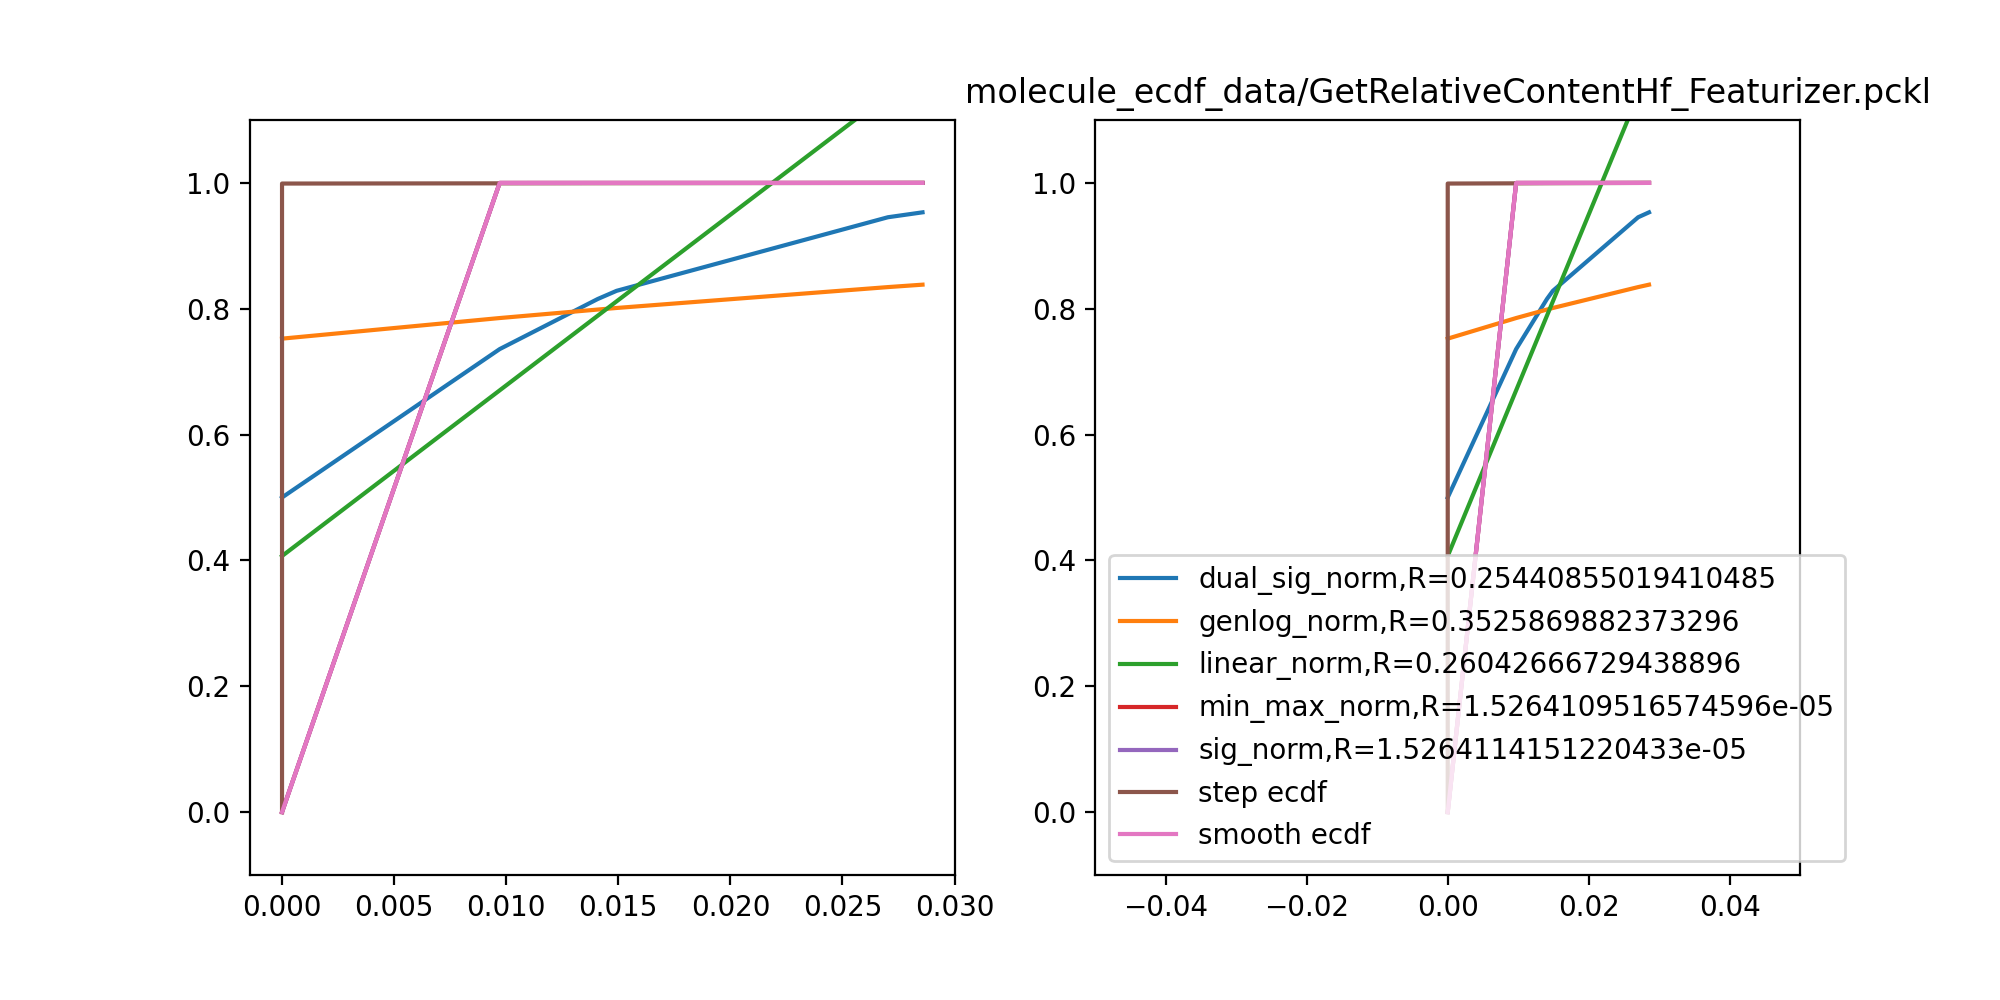 molecule_ecdf_data/GetRelativeContentHf_Featurizer.pckl
1.0
0.8
0.6
0.4
0.2
0.0
0.000 0.005 0.010 0.015 0.020 0.025 0.030
1.0
0.8
0.6
0.4
0.2
0.0
−0.04 −0.02 0.00 0.02 0.04
dual_sig_norm,R=0.25440855019410485
genlog_norm,R=0.3525869882373296
linear_norm,R=0.26042666729438896
min_max_norm,R=1.5264109516574596e-05
sig_norm,R=1.5264114151220433e-05
step ecdf
smooth ecdf